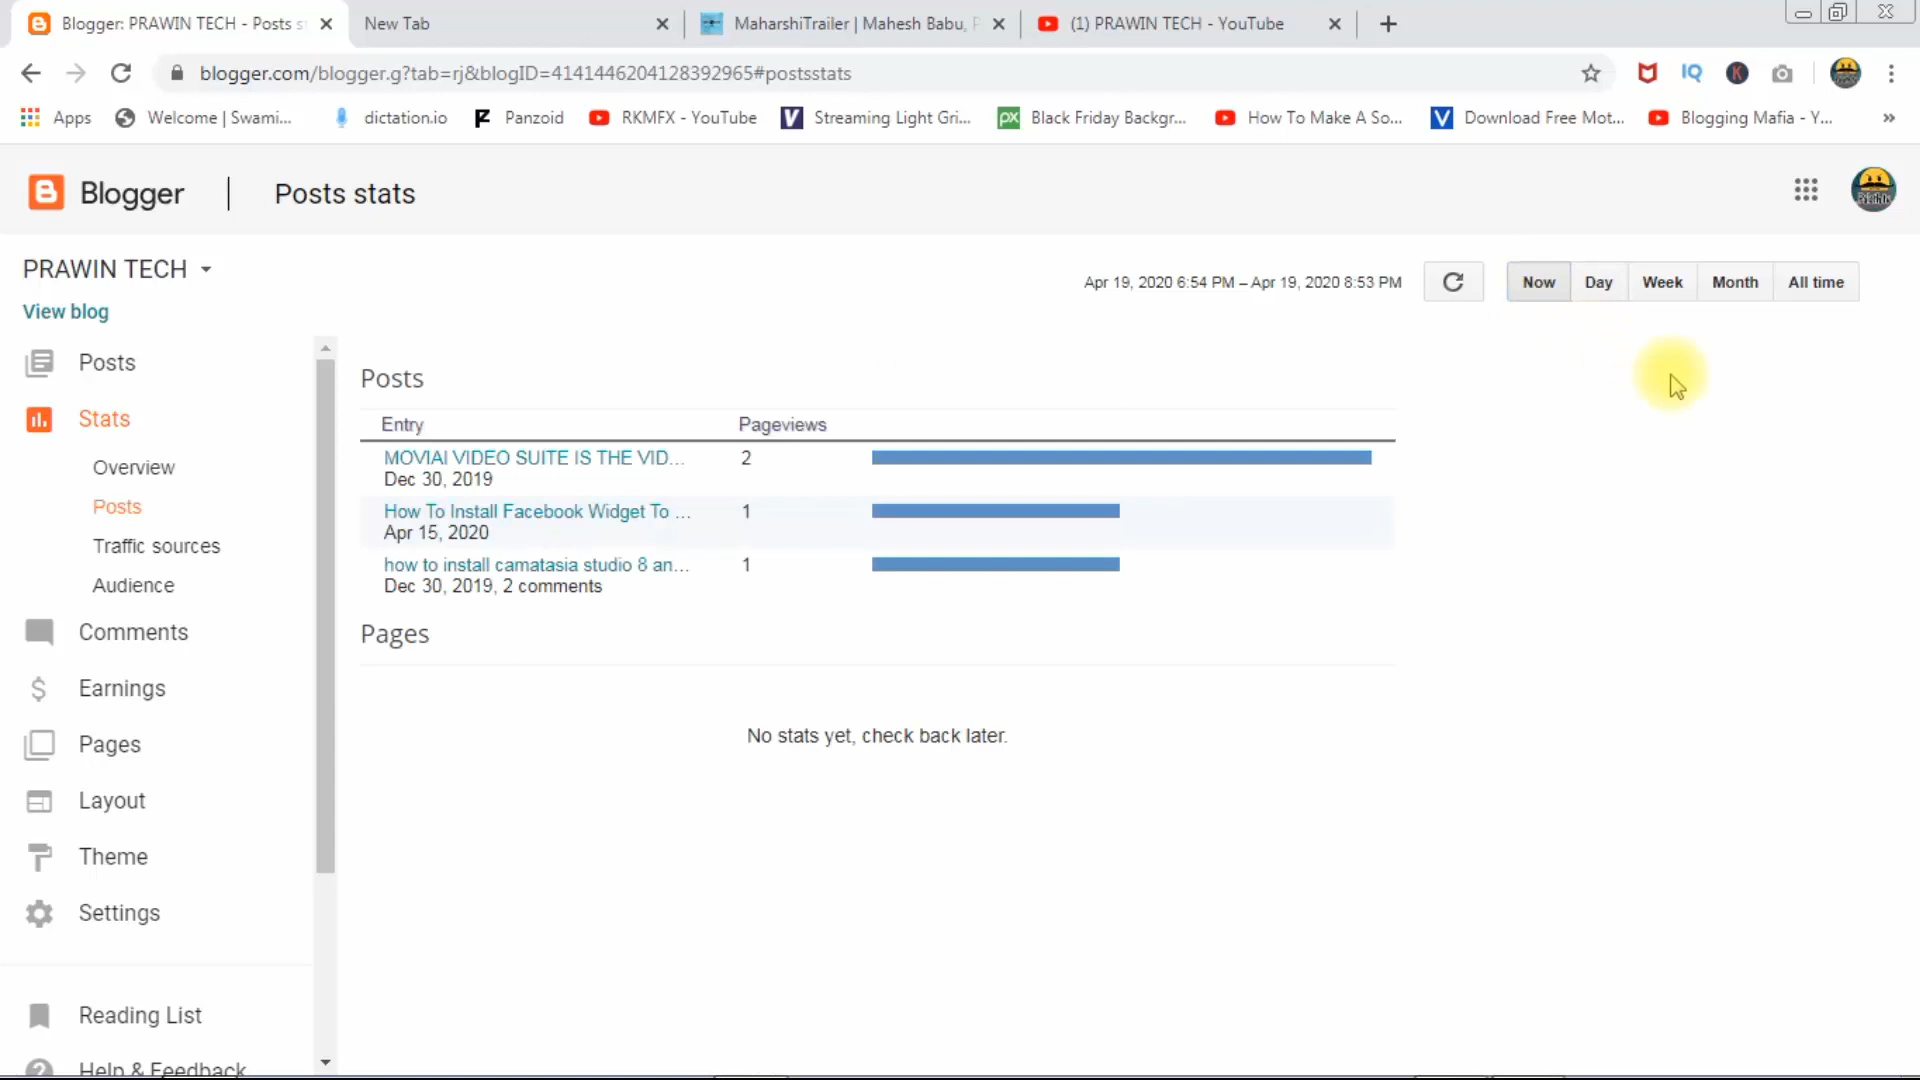 Blogger: PRAWIN TECH - Posts s
New Tab
MaharshiTrailer | Mahesh Babu,
(1) PRAWIN TECH - YouTube
blogger.com/blogger.g?tab=rj&blogID=4141446204128392965#postsstats
IQ
K
Apps
Welcome | Swami...
dictation.io
Panzoid
RKMFX - YouTube
Streaming Light Gri...
px
Black Friday Backgr...
How To Make A So...
Download Free Mot...
Blogging Mafia - Y...
Blogger
Posts stats
PRAWIN TECH
View blog
Apr 19, 2020 6:54 PM – Apr 19, 2020 8:53 PM
Now
Day
Week
Month
All time
Posts
Stats
Overview
Posts
Traffic sources
Audience
Comments
Earnings
Pages
Layout
Theme
Settings
Reading List
Help & Feedback
Posts
Entry Pageviews
MOVIAI VIDEO SUITE IS THE VID... 2
Dec 30, 2019
How To Install Facebook Widget To ... 1
Apr 15, 2020
how to install camatasia studio 8 an... 1
Dec 30, 2019, 2 comments
Pages
No stats yet, check back later.